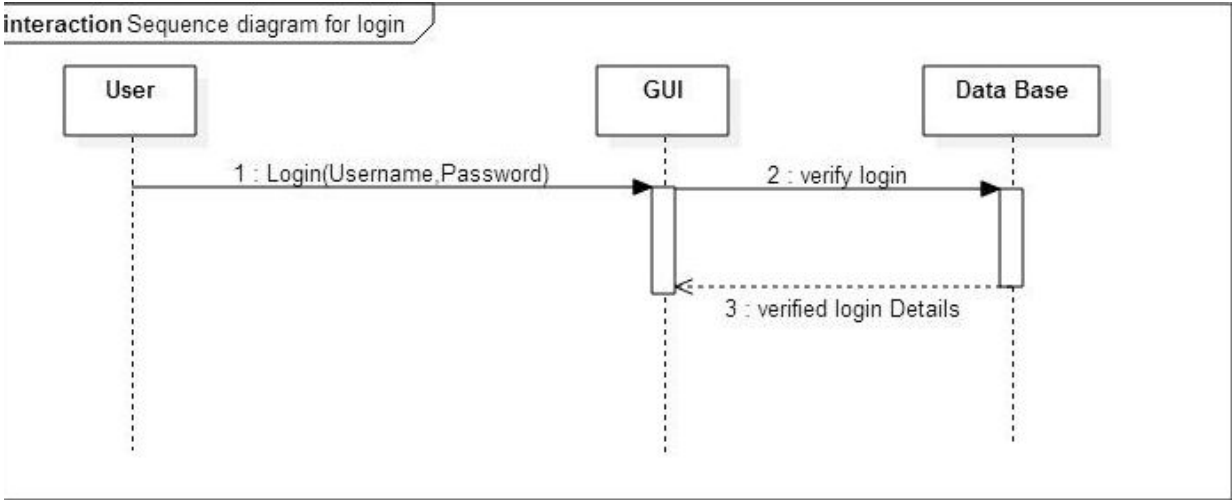 interaction Sequence diagram for login
User
GUI
Data Base
1 : Login(Username,Password)
2 : verify login
3 : verified login Details